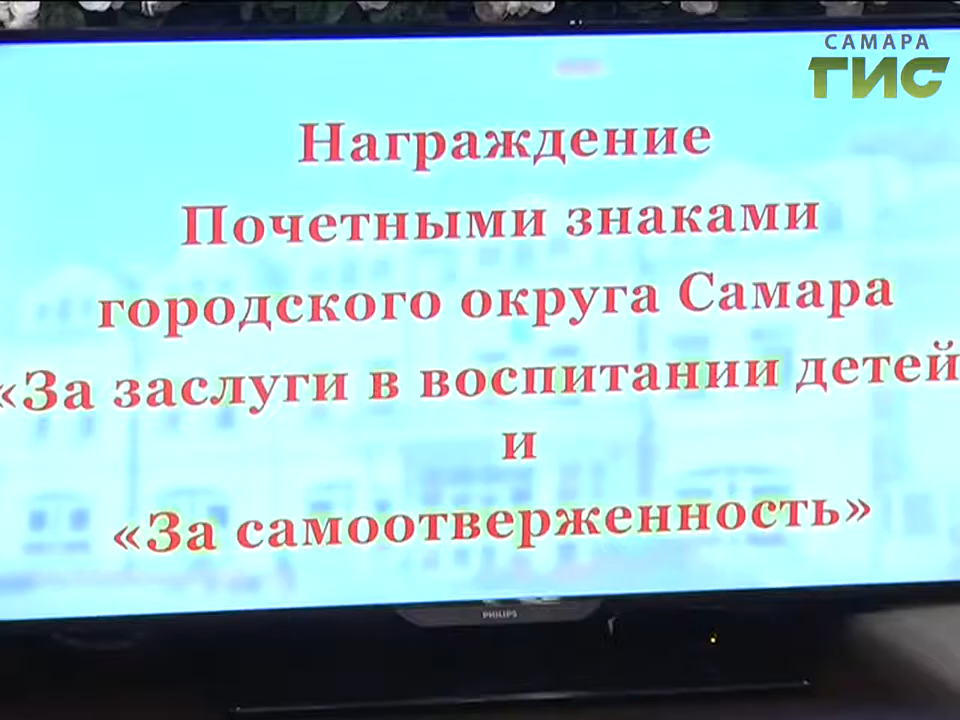 САМАРА
ГИС
Награждение
Почетными знаками
городского округа Самара
«За заслуги в воспитании детей
и
«За самоотверженность»
PHILIPS